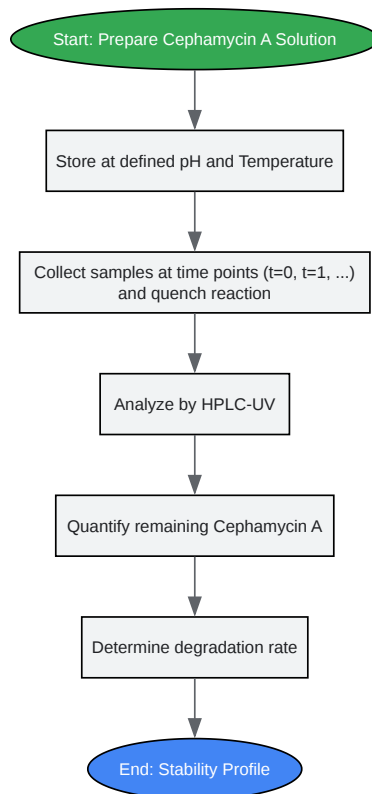 Start: Prepare Cephamycin A Solution
Store at defined pH and Temperature
Collect samples at time points (t=0, t=1, ...)
and quench reaction
Analyze by HPLC-UV
Quantify remaining Cephamycin A
Determine degradation rate
End: Stability Profile